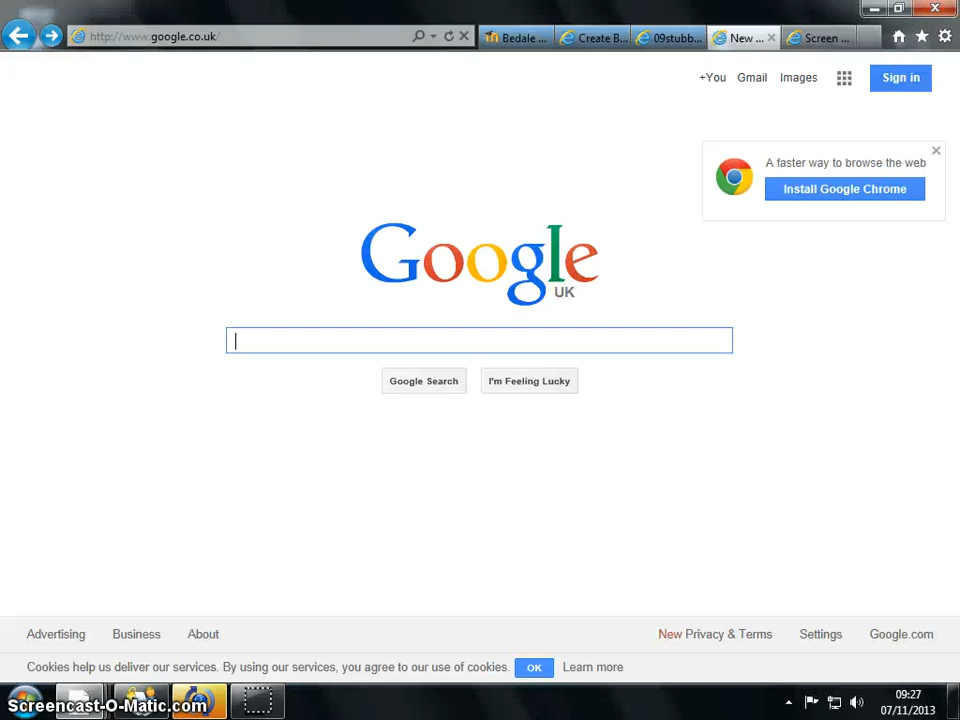 http://www.google.co.uk/
Bedale ...
Create B...
09stubb...
New ...
Screen ...
+You Gmail Images Sign in
A faster way to browse the web
Install Google Chrome
Google
UK
Google Search I'm Feeling Lucky
Advertising Business About New Privacy & Terms Settings Google.com
Cookies help us deliver our services. By using our services, you agree to our use of cookies. OK Learn more
Screencast-O-Matic.com
09:27
07/11/2013